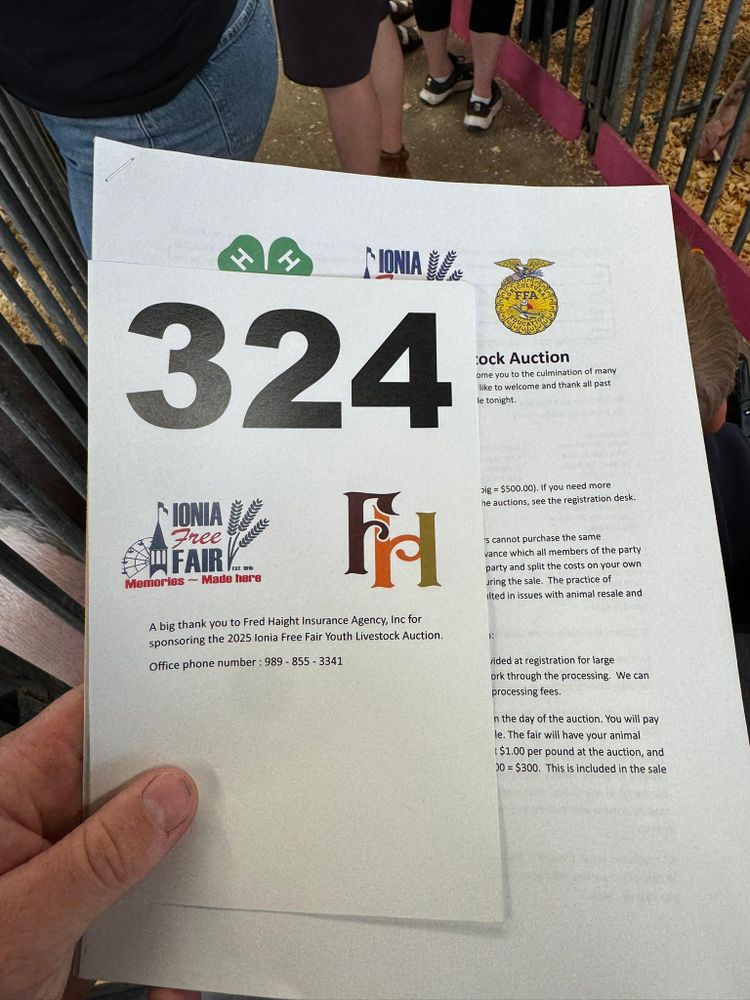 H H
IONIA
FFA
AGRICULTURAL
EDUCATION
324
tock Auction
ome you to the culmination of many
like to welcome and thank all past
le tonight.
pig = $500.00). If you need more
he auctions, see the registration desk.
IONIA
Free
FAIR
Memories ~ Made here
FH
rs cannot purchase the same
vance which all members of the party
party and split the costs on your own
uring the sale. The practice of
lted in issues with animal resale and
A big thank you to Fred Haight Insurance Agency, Inc for
sponsoring the 2025 Ionia Free Fair Youth Livestock Auction.
Office phone number : 989 - 855 - 3341
n:
vided at registration for large
ork through the processing. We can
processing fees.
n the day of the auction. You will pay
le. The fair will have your animal
t $1.00 per pound at the auction, and
00 = $300. This is included in the sale